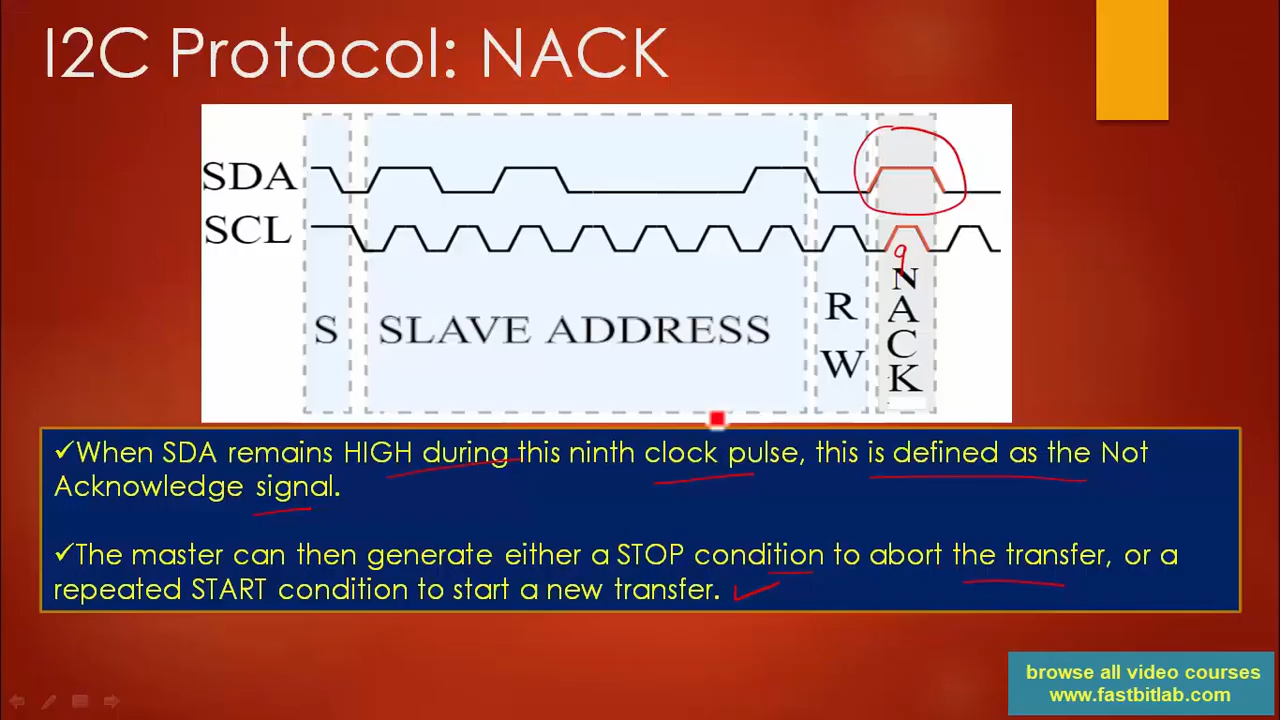 I2C Protocol: NACK
SDA
SCL
9
S
SLAVE ADDRESS
R
W
N
A
C
K
✓When SDA remains HIGH during this ninth clock pulse, this is defined as the Not
Acknowledge signal.
✓The master can then generate either a STOP condition to abort the transfer, or a
repeated START condition to start a new transfer.
browse all video courses
www.fastbitlab.com